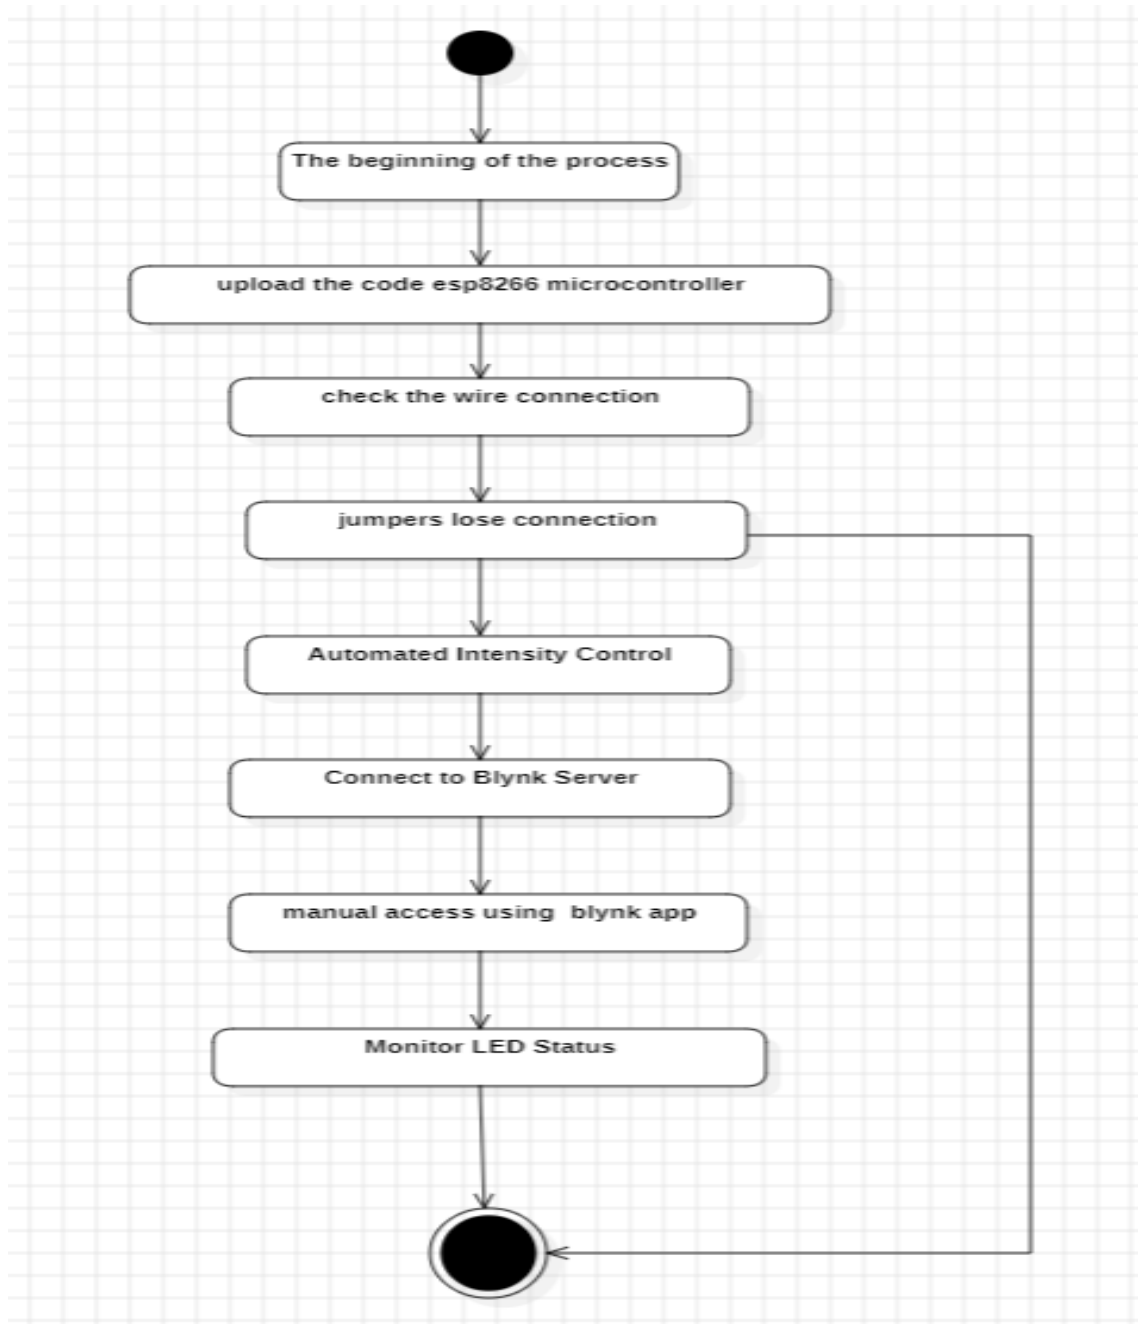 The beginning of the process
upload the code esp8266 microcontroller
check the wire connection
jumpers lose connection
Automated Intensity Control
Connect to Blynk Server
manual access using  blynk app
Monitor LED Status